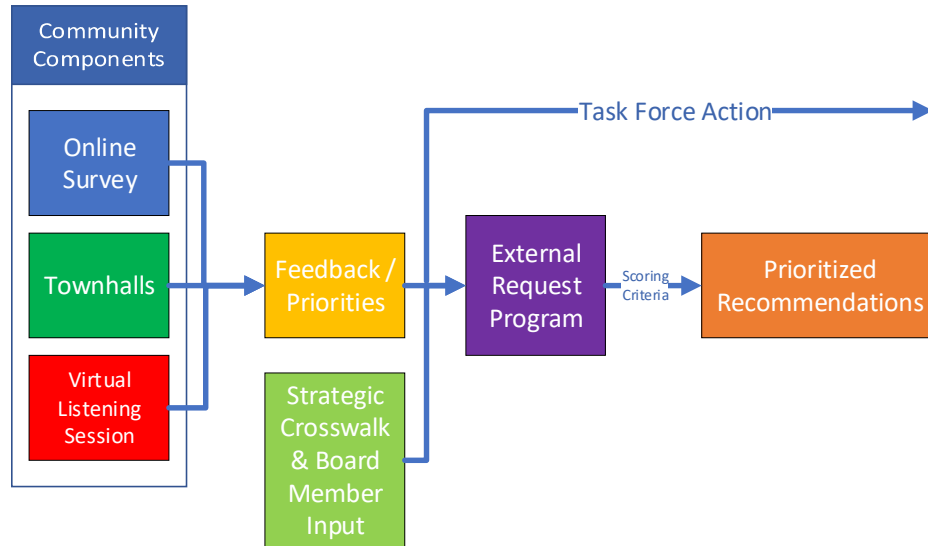 Community
Components
Online
Survey
Townhalls
Virtual
Listening
Session
Feedback /
Priorities
Strategic
Crosswalk
& Board
Member
Input
Task Force Action
External
Request
Program
Scoring
Criteria
Prioritized
Recommendations